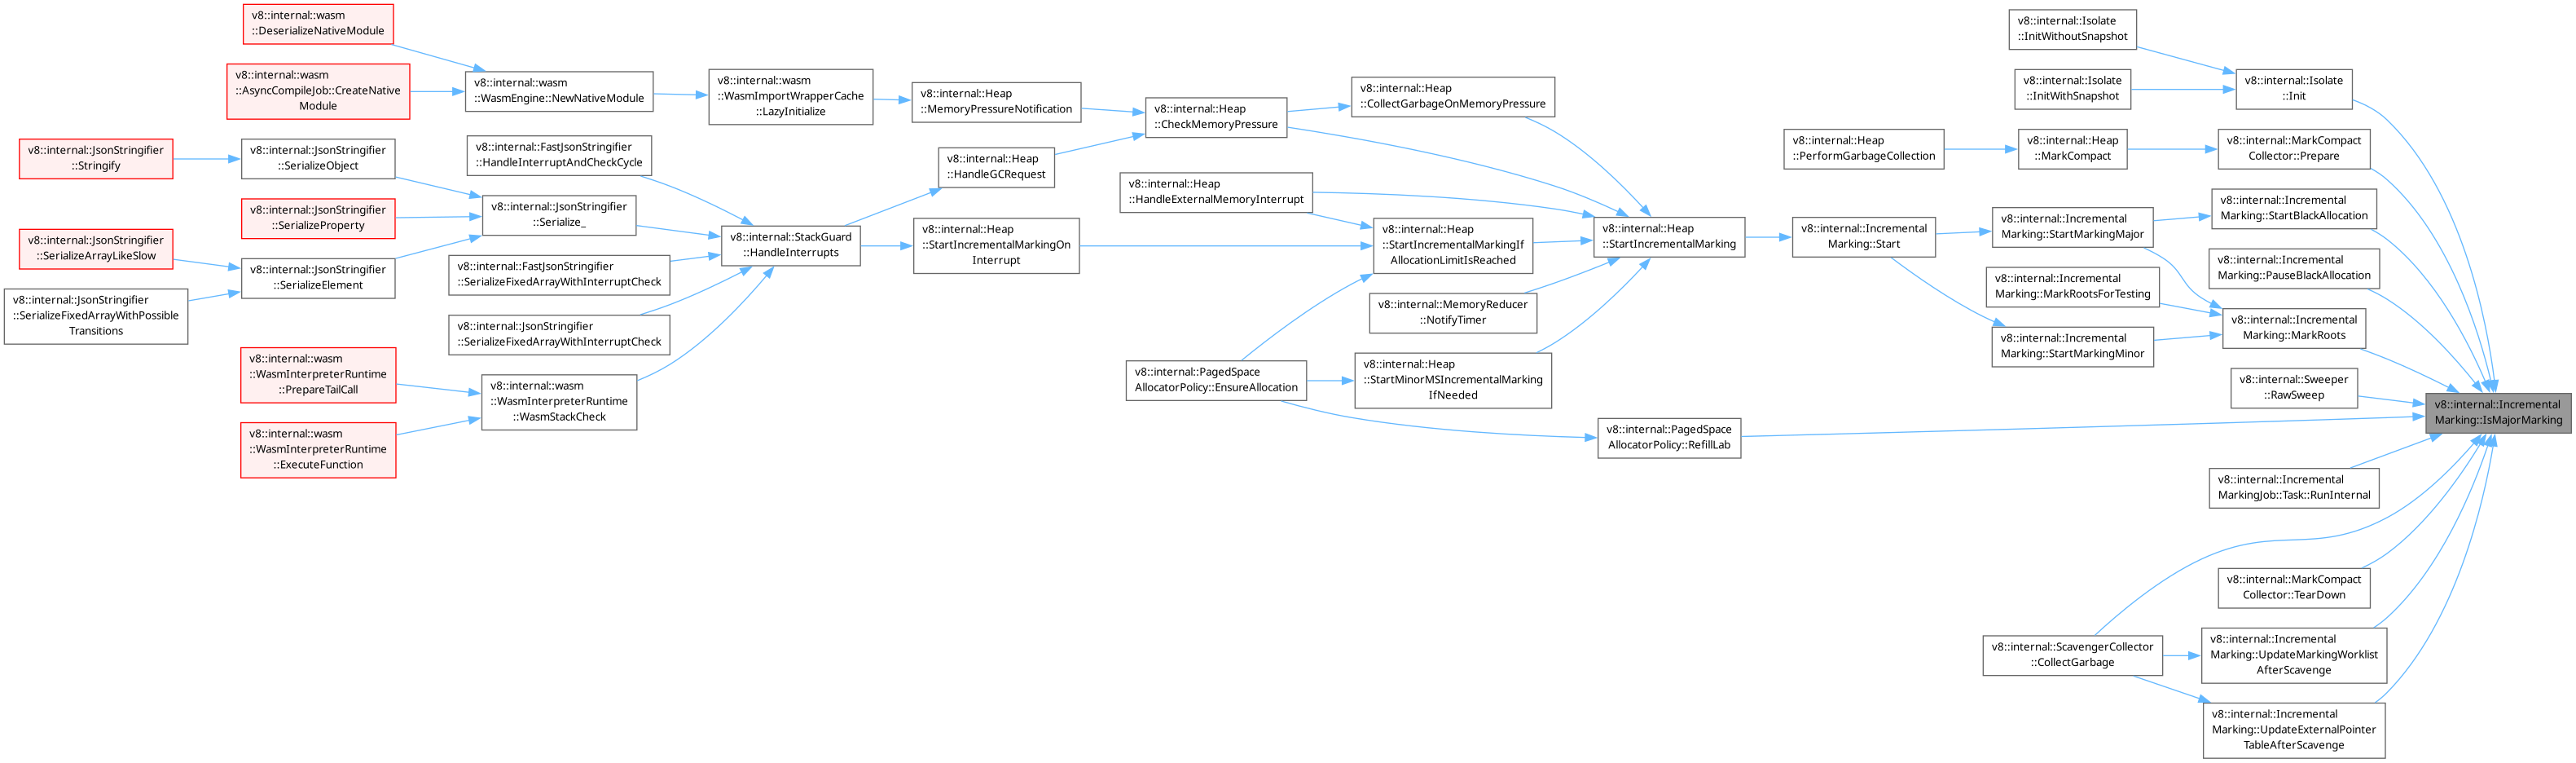 v8::internal::wasm
::DeserializeNativeModule
v8::internal::wasm
::AsyncCompileJob::CreateNative
Module
v8::internal::JsonStringifier
::Stringify
v8::internal::JsonStringifier
::SerializeObject
v8::internal::JsonStringifier
::SerializeProperty
v8::internal::JsonStringifier
::SerializeArrayLikeSlow
v8::internal::JsonStringifier
::SerializeElement
v8::internal::JsonStringifier
::SerializeFixedArrayWithPossible
Transitions
v8::internal::wasm
::WasmInterpreterRuntime
::PrepareTailCall
v8::internal::wasm
::WasmInterpreterRuntime
::ExecuteFunction
v8::internal::wasm
::WasmEngine::NewNativeModule
v8::internal::FastJsonStringifier
::HandleInterruptAndCheckCycle
v8::internal::JsonStringifier
::Serialize_
v8::internal::FastJsonStringifier
::SerializeFixedArrayWithInterruptCheck
v8::internal::JsonStringifier
::SerializeFixedArrayWithInterruptCheck
v8::internal::wasm
::WasmInterpreterRuntime
::WasmStackCheck
v8::internal::wasm
::WasmImportWrapperCache
::LazyInitialize
v8::internal::StackGuard
::HandleInterrupts
v8::internal::Heap
::MemoryPressureNotification
v8::internal::Heap
::HandleGCRequest
v8::internal::Heap
::StartIncrementalMarkingOn
Interrupt
v8::internal::Heap
::CheckMemoryPressure
v8::internal::Heap
::HandleExternalMemoryInterrupt
v8::internal::PagedSpace
AllocatorPolicy::EnsureAllocation
v8::internal::Heap
::CollectGarbageOnMemoryPressure
v8::internal::Heap
::StartIncrementalMarkingIf
AllocationLimitIsReached
v8::internal::MemoryReducer
::NotifyTimer
v8::internal::Heap
::StartMinorMSIncrementalMarking
IfNeeded
v8::internal::Heap
::StartIncrementalMarking
v8::internal::PagedSpace
AllocatorPolicy::RefillLab
v8::internal::Heap
::PerformGarbageCollection
v8::internal::Incremental
Marking::Start
v8::internal::Isolate
::InitWithoutSnapshot
v8::internal::Isolate
::InitWithSnapshot
v8::internal::Heap
::MarkCompact
v8::internal::Incremental
Marking::StartMarkingMajor
v8::internal::Incremental
Marking::MarkRootsForTesting
v8::internal::Incremental
Marking::StartMarkingMinor
v8::internal::ScavengerCollector
::CollectGarbage
v8::internal::Isolate
::Init
v8::internal::MarkCompact
Collector::Prepare
v8::internal::Incremental
Marking::StartBlackAllocation
v8::internal::Incremental
Marking::PauseBlackAllocation
v8::internal::Incremental
Marking::MarkRoots
v8::internal::Sweeper
::RawSweep
v8::internal::Incremental
MarkingJob::Task::RunInternal
v8::internal::MarkCompact
Collector::TearDown
v8::internal::Incremental
Marking::UpdateMarkingWorklist
AfterScavenge
v8::internal::Incremental
Marking::UpdateExternalPointer
TableAfterScavenge
v8::internal::Incremental
Marking::IsMajorMarking